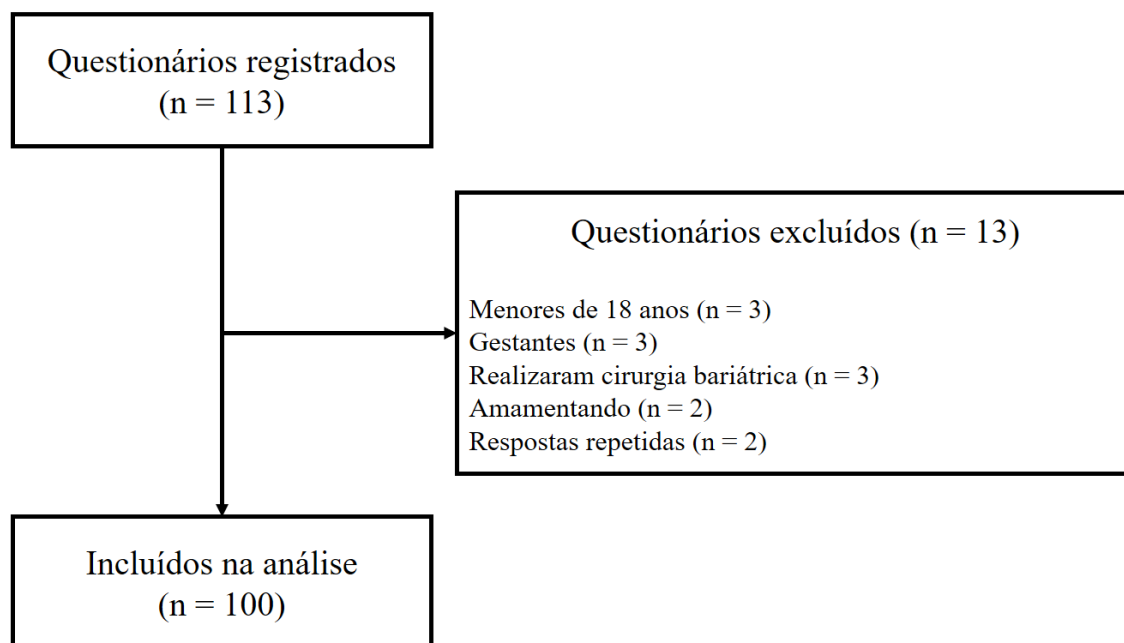 Questionários registrados
(n = 113)
Questionários excluídos (n = 13)
Menores de 18 anos (n = 3)
Gestantes (n = 3)
Realizaram cirurgia bariátrica (n = 3)
Amamentando (n = 2)
Respostas repetidas (n = 2)
Incluídos na análise
(n = 100)